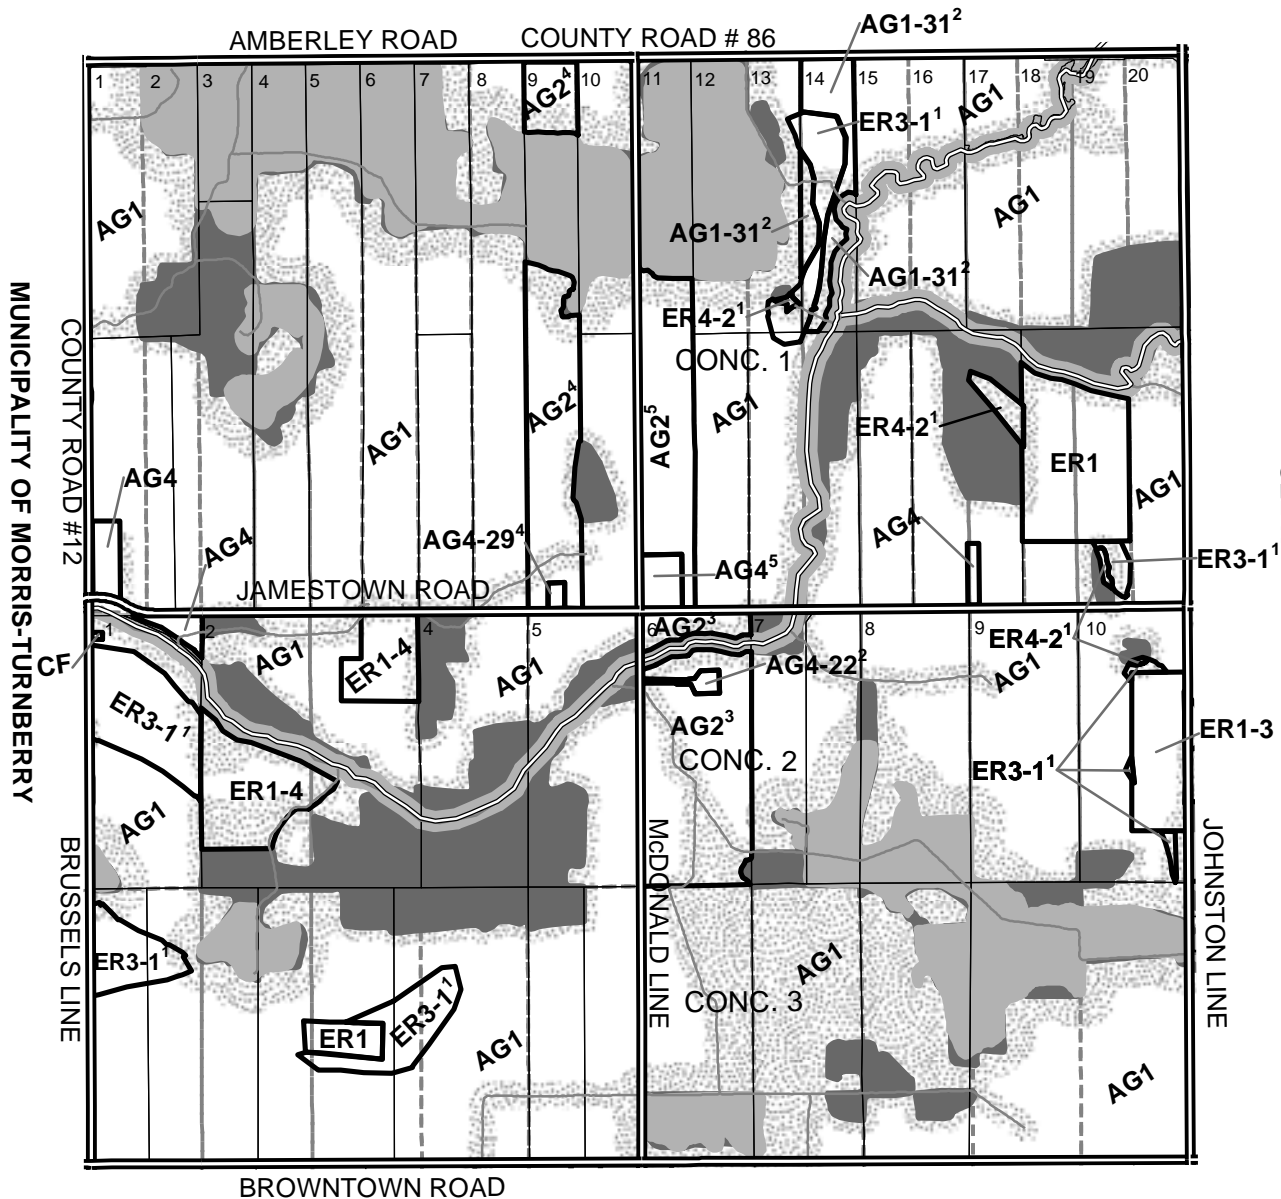 AG1-31²
AMBERLEY ROAD COUNTY ROAD # 86
1 2 3 4 5 6 7 8 9 10 11 12 13 14 15 16 17 18 19 20
AG2⁴
AG1
ER3-1¹
AG1
AG1
AG1-31²
AG1-31²
ER4-2¹
CONC. 1
MUNICIPALITY OF MORRIS-TURNBERRY
COUNTY ROAD #12
AG2⁴
AG1
AG2⁵
AG1
ER4-2¹
ER1
AG1
AG4
AG4
AG4-29⁴
AG4
AG4⁵
ER3-1¹
JAMESTOWN ROAD
1 2 4 5 6 7 8 9 10
CF
AG1
ER1-4
AG1
AG2³
AG4-22²
ER4-2¹
AG1
ER3-1¹
AG2³
ER1-3
CONC. 2
ER3-1¹
ER1-4
AG1
BRUSSELS LINE
McDONALD LINE
JOHNSTON LINE
ER3-1¹
AG1
CONC. 3
ER1
ER3-1¹
AG1
AG1
BROWNTOWN ROAD